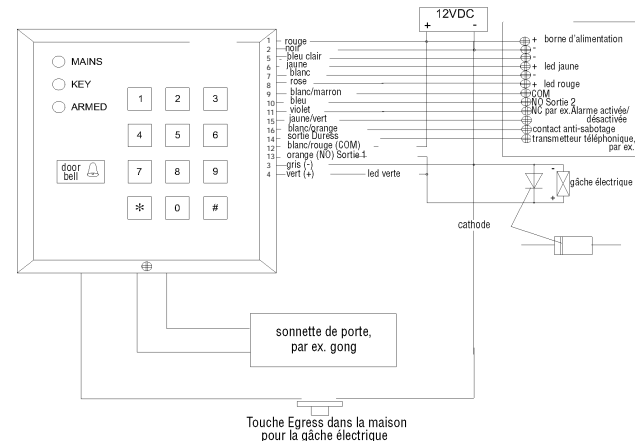 12VDC
+ -
MAINS
KEY
ARMED
1 2 3
4 5 6
7 8 9
* 0 #
door
bell
1 rouge
2 noir
5 bleu clair
6 jaune
7 blanc
8 rose
9 blanc/marron
10 bleu
11 violet
15 jaune/vert
16 blanc/orange
14 sortie Duress
12 blanc/rouge (COM)
13 orange (NO) Sortie 1
3 gris (-)
4 vert (+) led verte
+ borne d'alimentation
-
-
+ led jaune
-
+ led rouge
COM
NO Sortie 2
NC par ex.Alarme activée/
désactivée
contact anti-sabotage
transmetteur téléphonique,
par ex.
-
+
gâche électrique
cathode
sonnette de porte,
par ex. gong
Touche Egress dans la maison
pour la gâche électrique